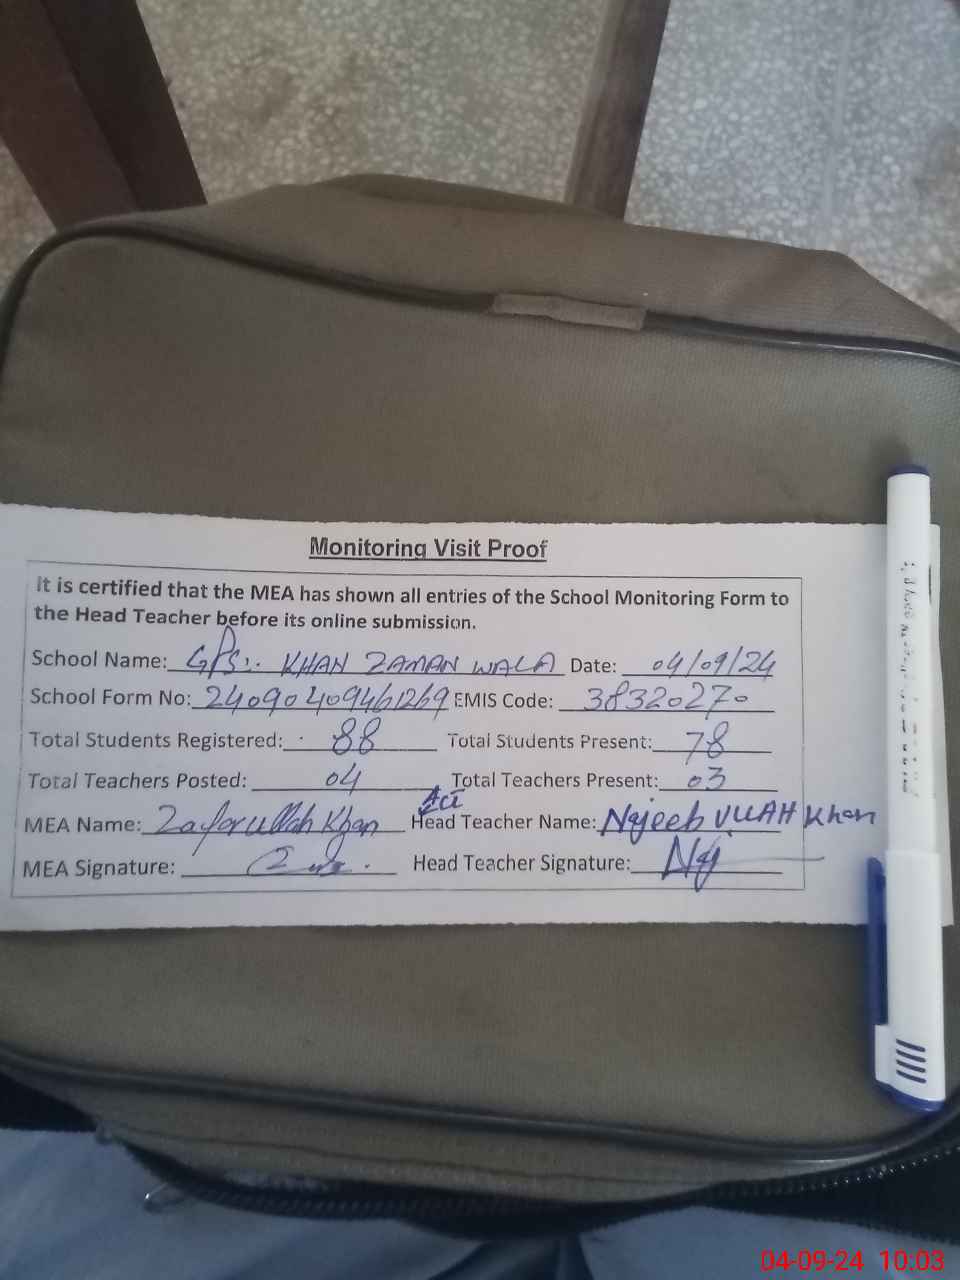 Monitoring Visit Proof
It is certified that the MEA has shown all entries of the School Monitoring Form to
the Head Teacher before its online submission.
School Name: GPS:. KHAN ZAMAN WALA Date: 04/09/24
School Form No: 24090409461269 EMIS Code: 38320270
Total Students Registered: 88 Total Students Present: 78
Total Teachers Posted: 04 Total Teachers Present: 03
MEA Name: Zafarullah Khan Head Teacher Name: Najeeb ULLAH Khan
MEA Signature: Head Teacher Signature:
04-09-24 10:03